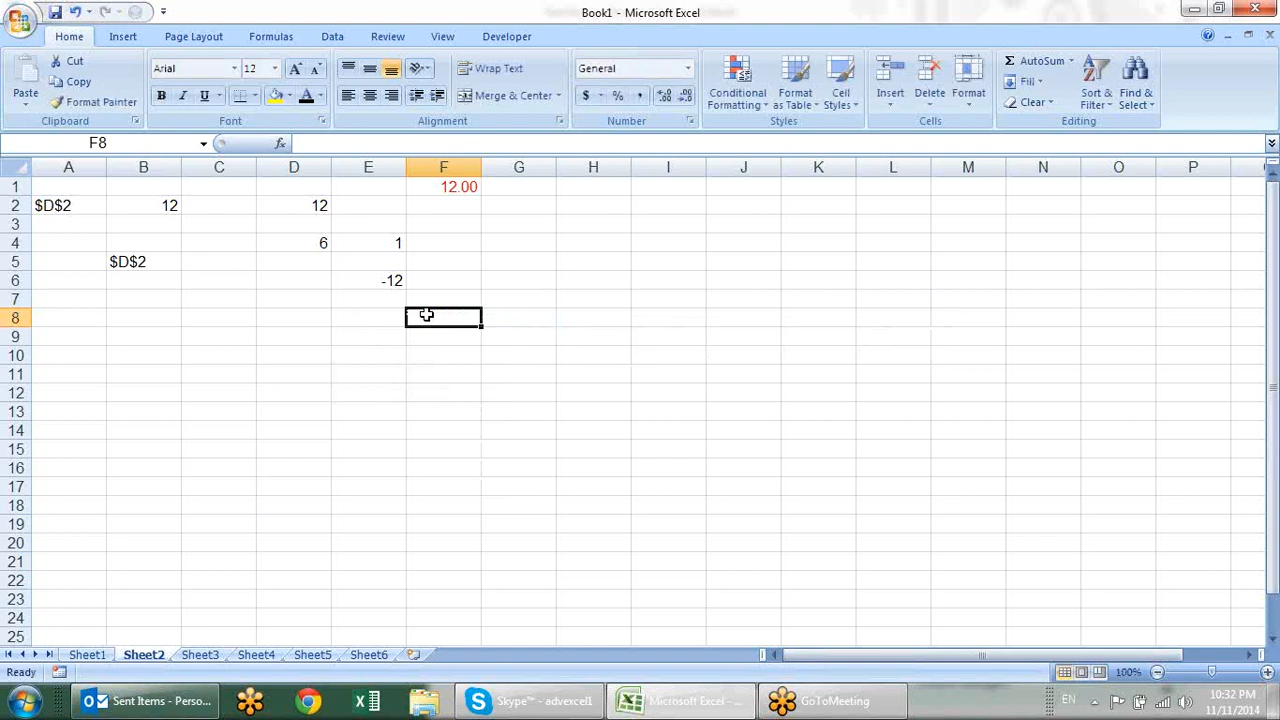 Book1 - Microsoft Excel
Home Insert Page Layout Formulas Data Review View Developer
Paste
Cut
Copy
Format Painter
Clipboard
Arial 12
B I U
Font
Wrap Text
Merge & Center
Alignment
General
$ % ,
Number
Conditional Formatting
Format as Table
Cell Styles
Styles
Insert Delete Format
Cells
Σ AutoSum
Fill
Clear
Sort & Filter
Find & Select
Editing
F8 fx
A B C D E F G H I J K L M N O P
1 12.00
2 $D$2 12 12
3
4 6 1
5 $D$2
6 -12
7
8
9
10
11
12
13
14
15
16
17
18
19
20
21
22
23
24
25
Sheet1 Sheet2 Sheet3 Sheet4 Sheet5 Sheet6
Ready 100%
Sent Items - Perso... Skype™ - advexcel1 Microsoft Excel - ... GoToMeeting EN 10:32 PM
11/11/2014